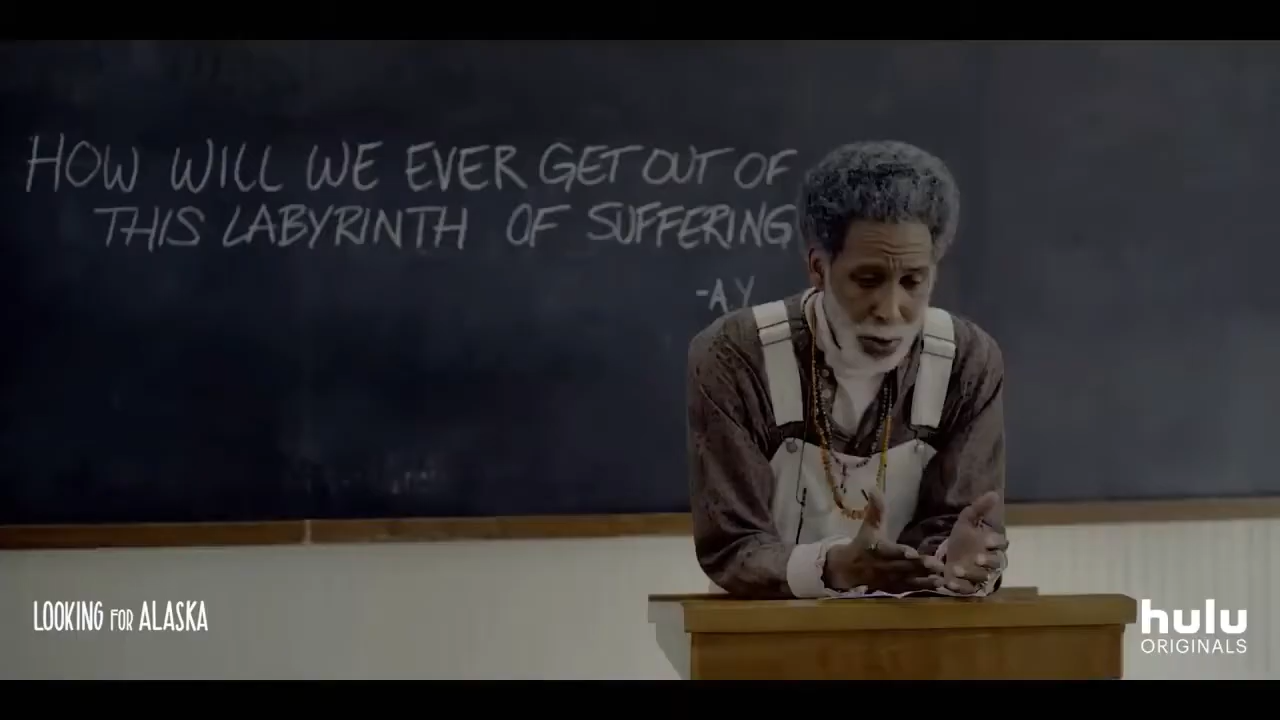 HOW WILL WE EVER GET OUT OF
THIS LABYRINTH OF SUFFERING
-A.Y.
LOOKING FOR ALASKA
hulu
ORIGINALS